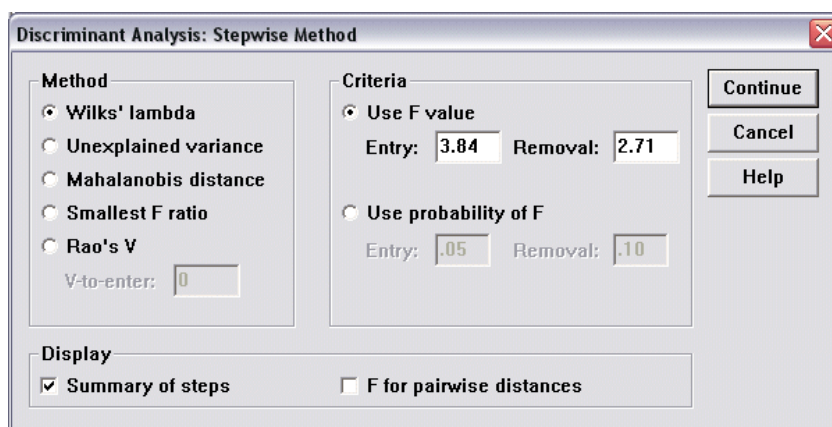 Discriminant Analysis: Stepwise Method
Method
Wilks' lambda
Unexplained variance
Mahalanobis distance
Smallest F ratio
Rao's V
V-to-enter: 0
Criteria
Use F value
Entry: 3.84 Removal: 2.71
Use probability of F
Entry: .05 Removal: .10
Continue
Cancel
Help
Display
Summary of steps
F for pairwise distances